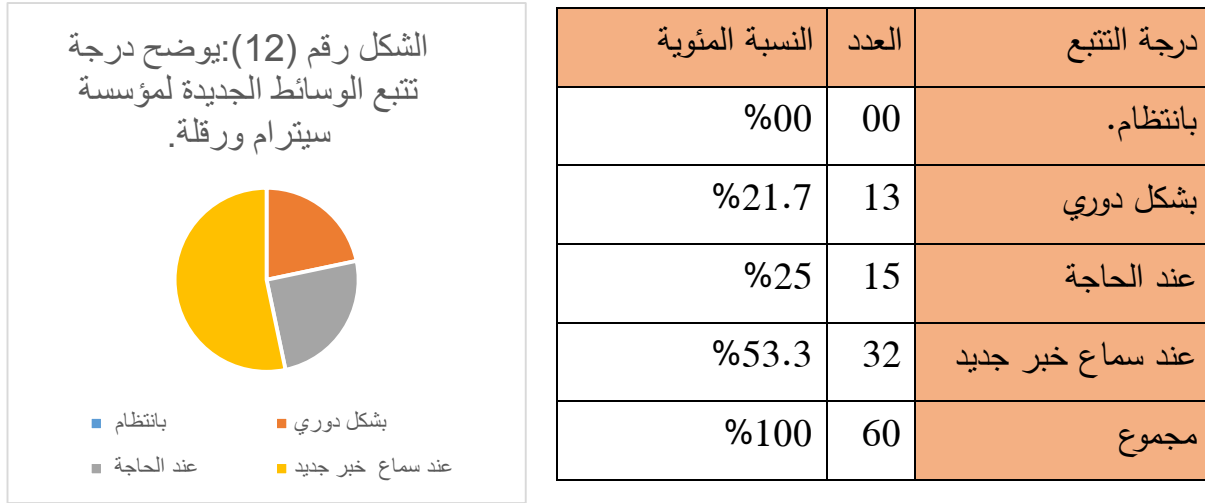 درجة التتبع العدد النسبة المئوية
بانتظام. 00 00%
بشكل دوري 13 21.7%
عند الحاجة 15 25%
عند سماع خبر جديد 32 53.3%
مجموع 60 100%
الشكل رقم (12):يوضح درجة
تتبع الوسائط الجديدة لمؤسسة
سيترام ورقلة.
بشكل دوري بانتظام
عند سماع خبر جديد عند الحاجة